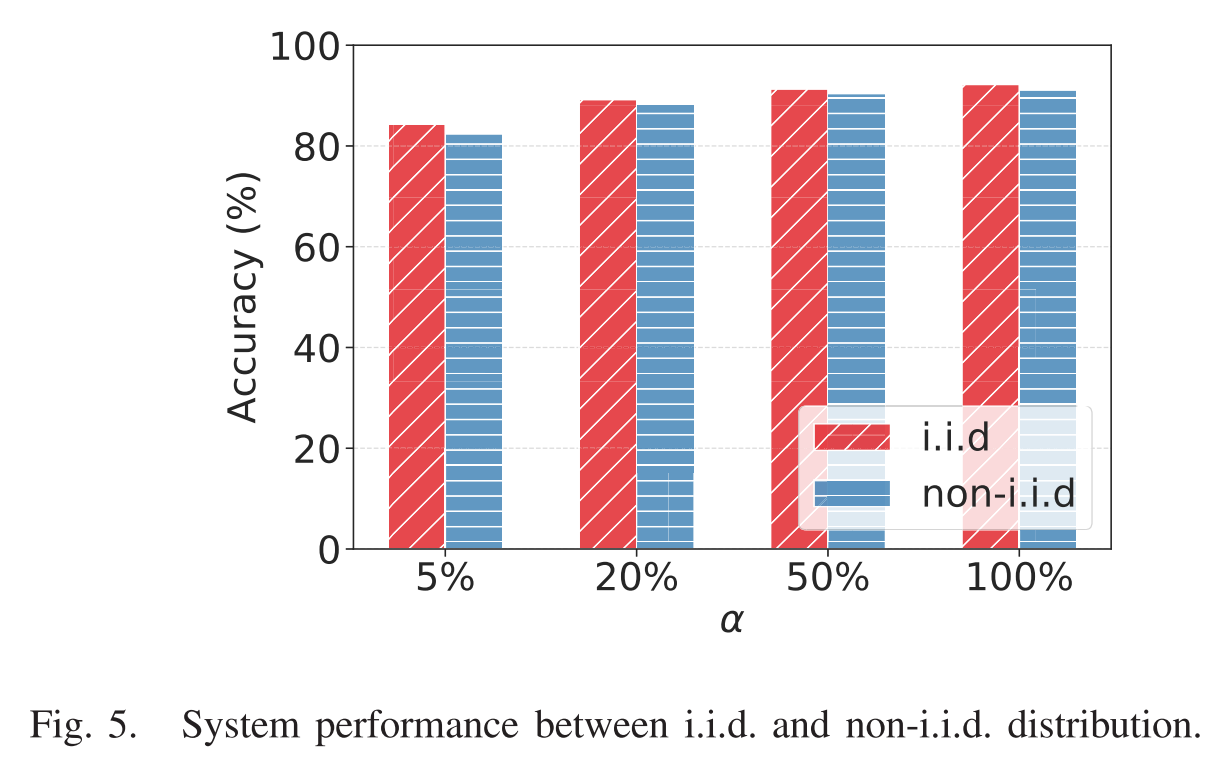 100
80
60
40
20
0
Accuracy (%)
i.i.d
non-i.i.d
5% 20% 50% 100%
α
Fig. 5. System performance between i.i.d. and non-i.i.d. distribution.